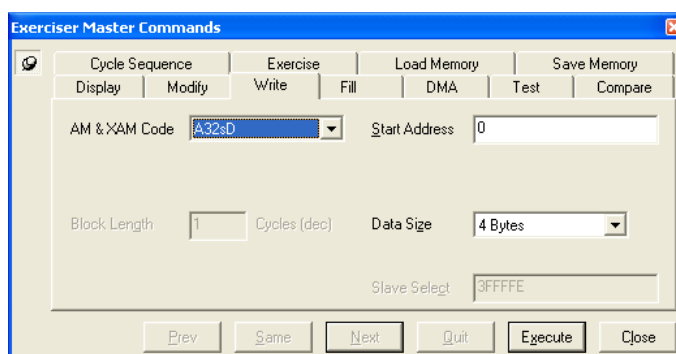 Exerciser Master Commands
Cycle Sequence Exercise Load Memory Save Memory
Display Modify Write Fill DMA Test Compare
AM & XAM Code A32sD Start Address 0
Block Length 1 Cycles (dec) Data Size 4 Bytes
Slave Select 3FFFFE
Prev Same Next Quit Execute Close